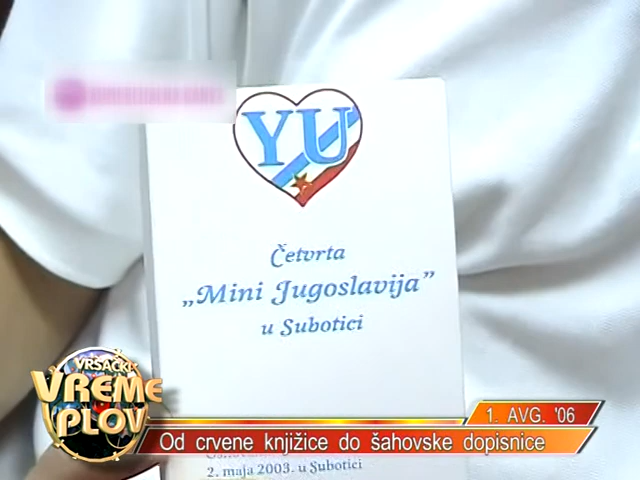 YU
Četvrta
„Mini Jugoslavija”
u Subotici
VRŠAČKI
VREME
PLOV
1. AVG. '06
Od crvene knjižice do šahovske dopisnice
2. maja 2003. u Subotici